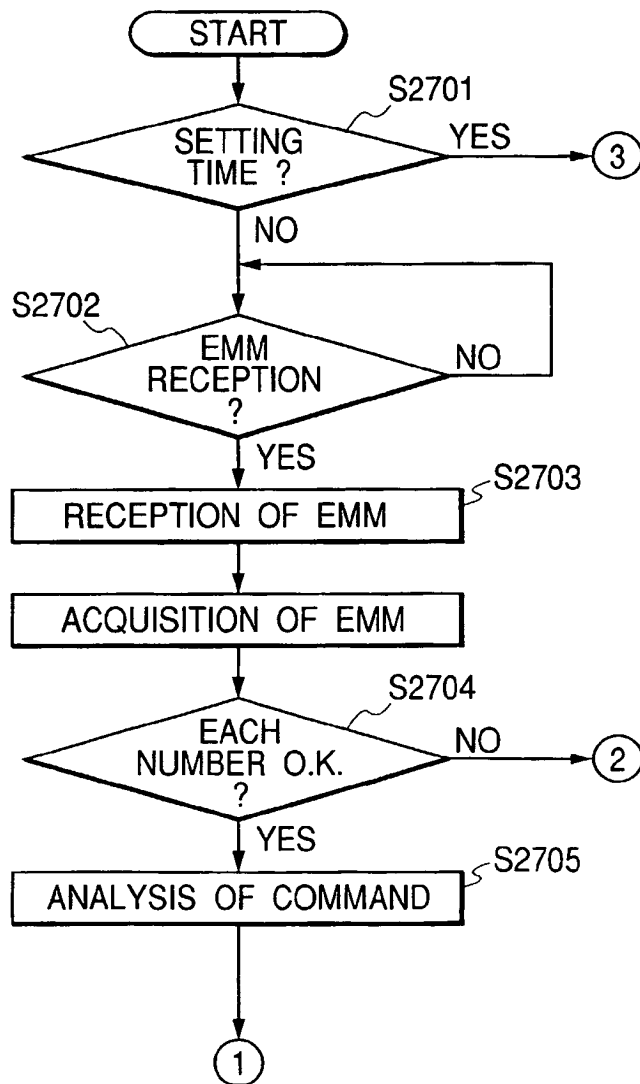 START
S2701
SETTING
TIME ?
YES
3
NO
S2702
EMM
RECEPTION
?
NO
YES
S2703
RECEPTION OF EMM
ACQUISITION OF EMM
S2704
EACH
NUMBER O.K.
?
NO
2
YES
S2705
ANALYSIS OF COMMAND
1